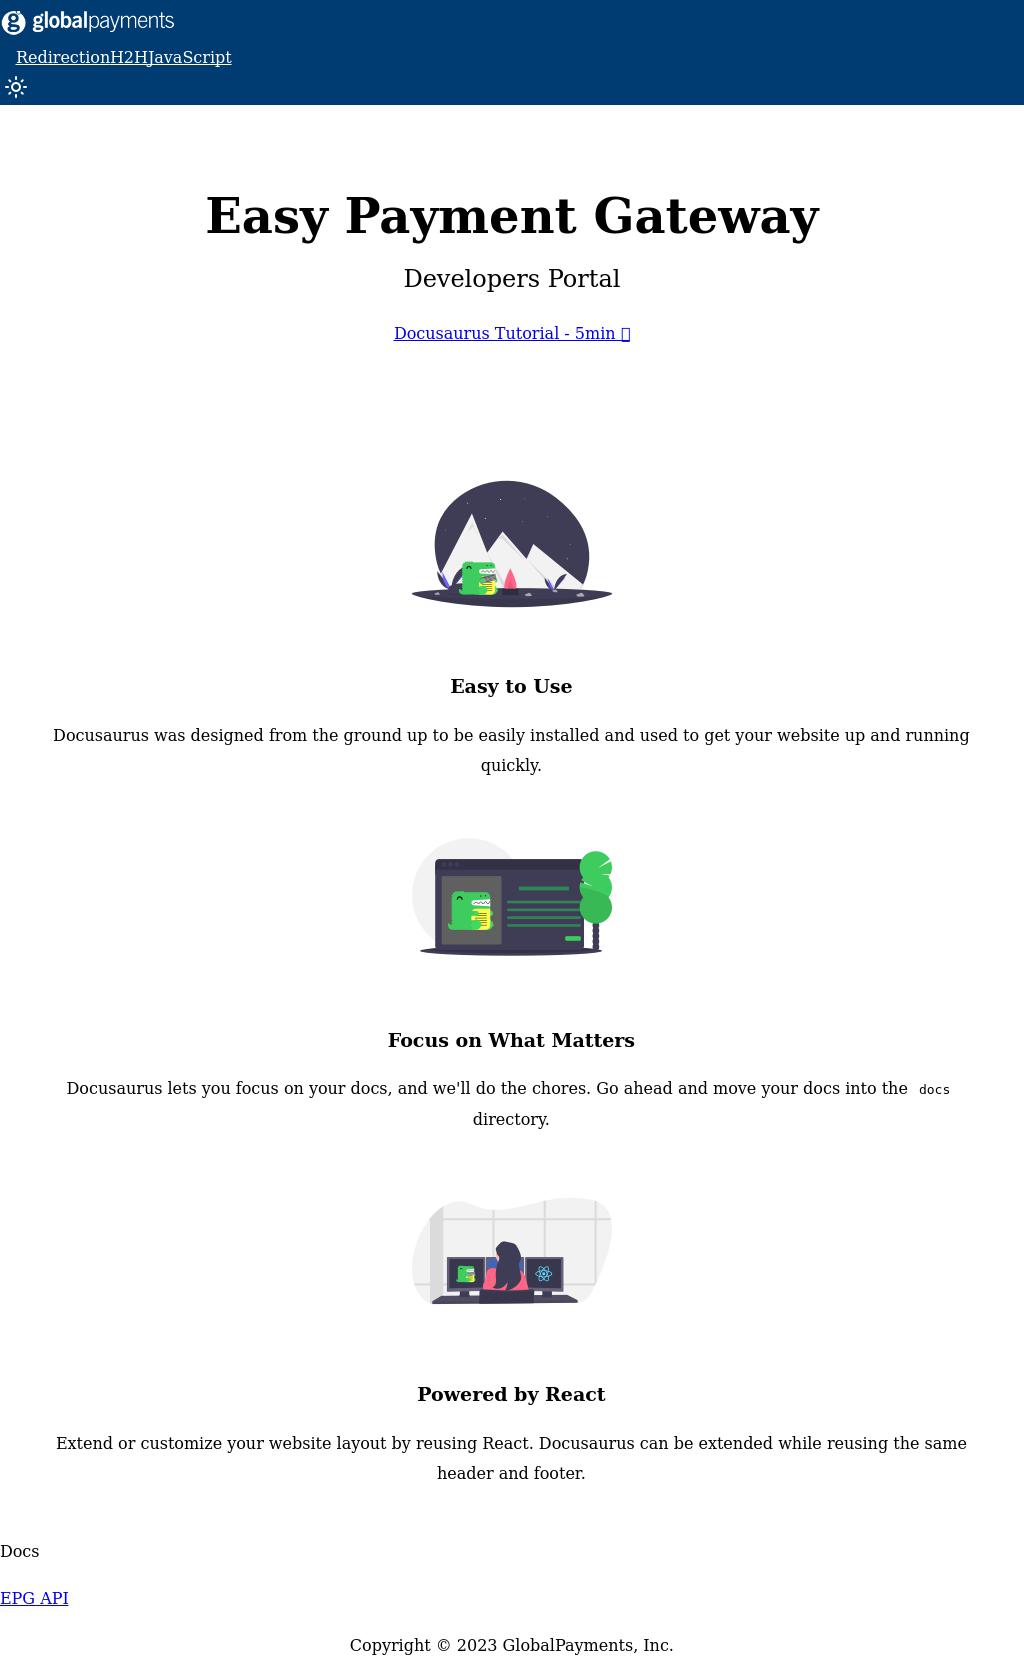 globalpayments
RedirectionH2HJavaScript
Easy Payment Gateway
Developers Portal
Docusaurus Tutorial - 5min
Easy to Use
Docusaurus was designed from the ground up to be easily installed and used to get your website up and running
quickly.
Focus on What Matters
Docusaurus lets you focus on your docs, and we'll do the chores. Go ahead and move your docs into the docs
directory.
Powered by React
Extend or customize your website layout by reusing React. Docusaurus can be extended while reusing the same
header and footer.
Docs
EPG API
Copyright © 2023 GlobalPayments, Inc.